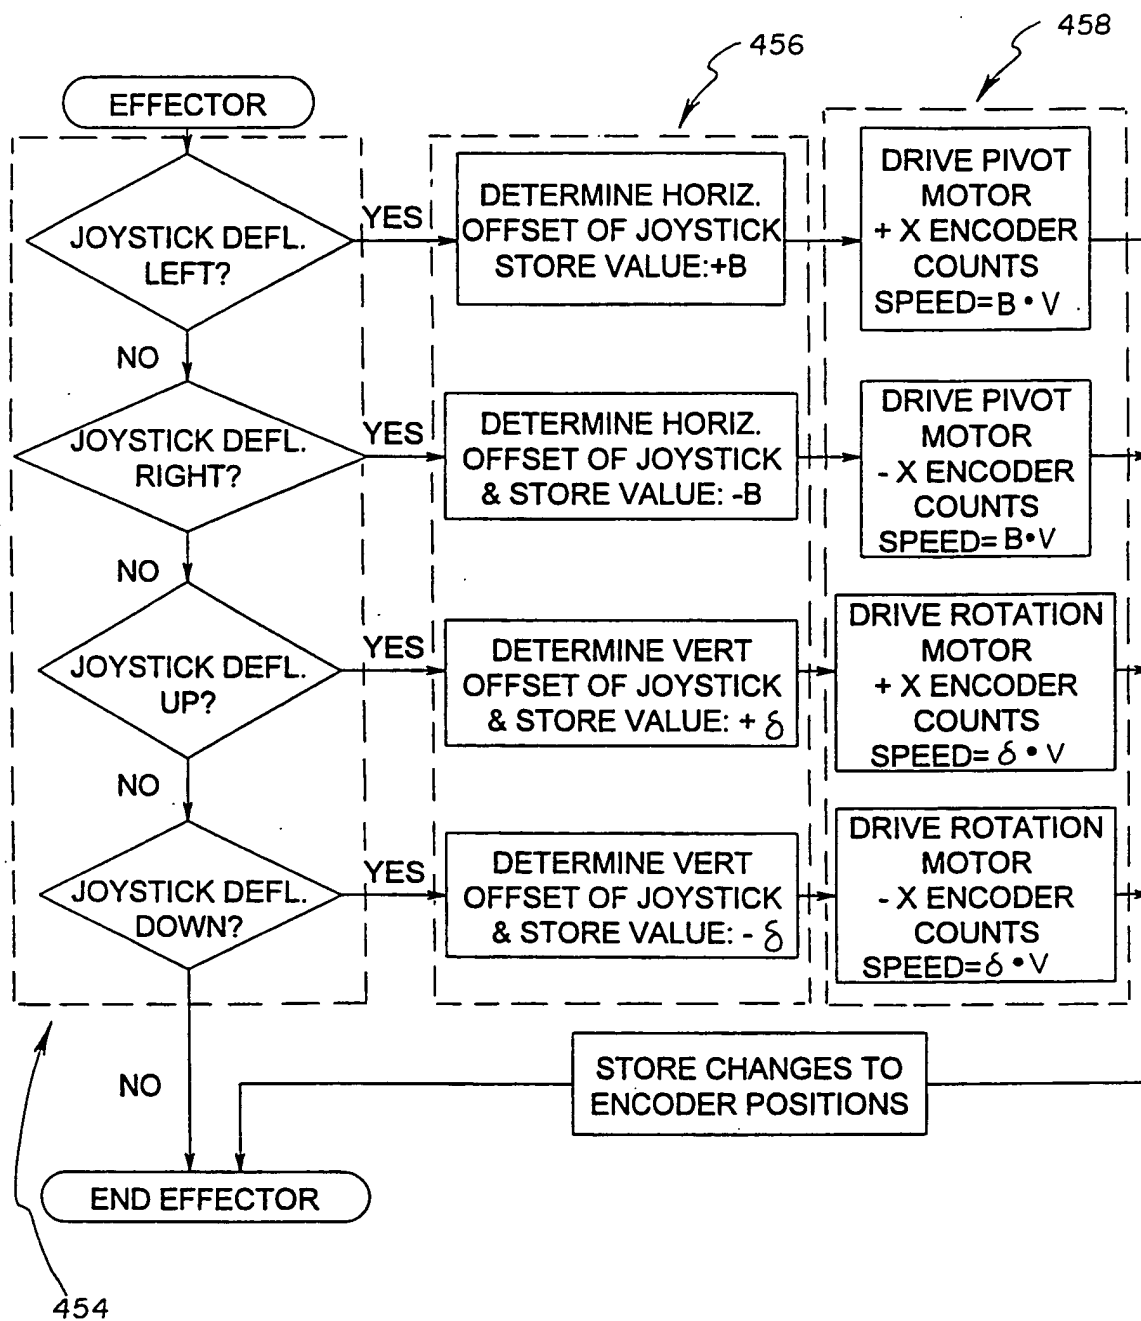 456
458
EFFECTOR
JOYSTICK DEFL.
LEFT?
YES
DETERMINE HORIZ.
OFFSET OF JOYSTICK
STORE VALUE:+B
DRIVE PIVOT
MOTOR
+ X ENCODER
COUNTS
SPEED= B • V
NO
JOYSTICK DEFL.
RIGHT?
YES
DETERMINE HORIZ.
OFFSET OF JOYSTICK
& STORE VALUE: -B
DRIVE PIVOT
MOTOR
- X ENCODER
COUNTS
SPEED= B•V
NO
JOYSTICK DEFL.
UP?
YES
DETERMINE VERT
OFFSET OF JOYSTICK
& STORE VALUE: + δ
DRIVE ROTATION
MOTOR
+ X ENCODER
COUNTS
SPEED= δ • V
NO
JOYSTICK DEFL.
DOWN?
YES
DETERMINE VERT
OFFSET OF JOYSTICK
& STORE VALUE: - δ
DRIVE ROTATION
MOTOR
- X ENCODER
COUNTS
SPEED= δ • V
NO
STORE CHANGES TO
ENCODER POSITIONS
END EFFECTOR
454